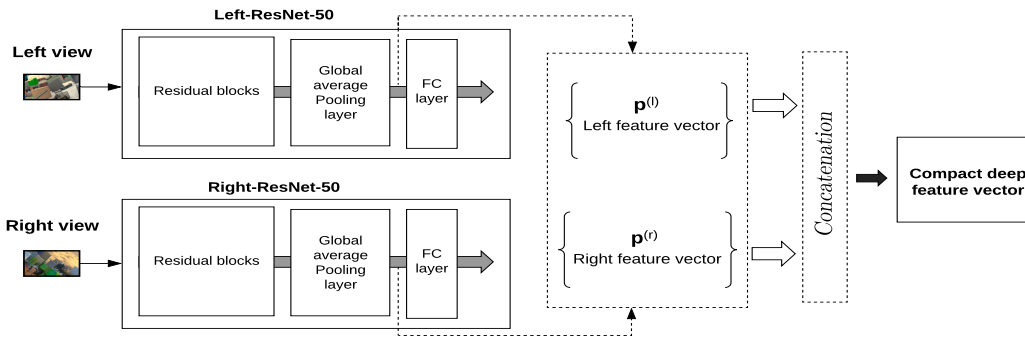 Left-ResNet-50
Left view
Residual blocks
Global
average
Pooling
layer
FC
layer
p(l)
Left feature vector
Right-ResNet-50
Right view
Residual blocks
Global
average
Pooling
layer
FC
layer
p(r)
Right feature vector
Concatenation
Compact deep
feature vector